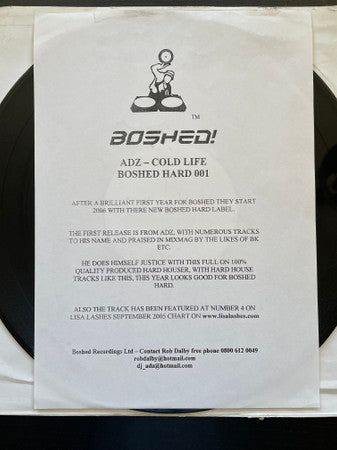 TM
BOSHED!
ADZ – COLD LIFE
BOSHED HARD 001
AFTER A BRILLIANT FIRST YEAR FOR BOSHED THEY START
2006 WITH THERE NEW BOSHED HARD LABEL.
THE FIRST RELEASE IS FROM ADZ, WITH NUMEROUS TRACKS
TO HIS NAME AND PRAISED IN MIXMAG BY THE LIKES OF BK
ETC.
HE DOES HIMSELF JUSTICE WITH THIS FULL ON 100%
QUALITY PRODUCED HARD HOUSER, WITH HARD HOUSE
TRACKS LIKE THIS, THIS YEAR LOOKS GOOD FOR BOSHED
HARD.
ALSO THE TRACK HAS BEEN FEATURED AT NUMBER 4 ON
LISA LASHES SEPTEMBER 2005 CHART ON www.lisalashes.com
Boshed Recordings Ltd – Contact Rob Dalby free phone 0800 612 0049
robdalby@hotmail.com
dj_adz@hotmail.com